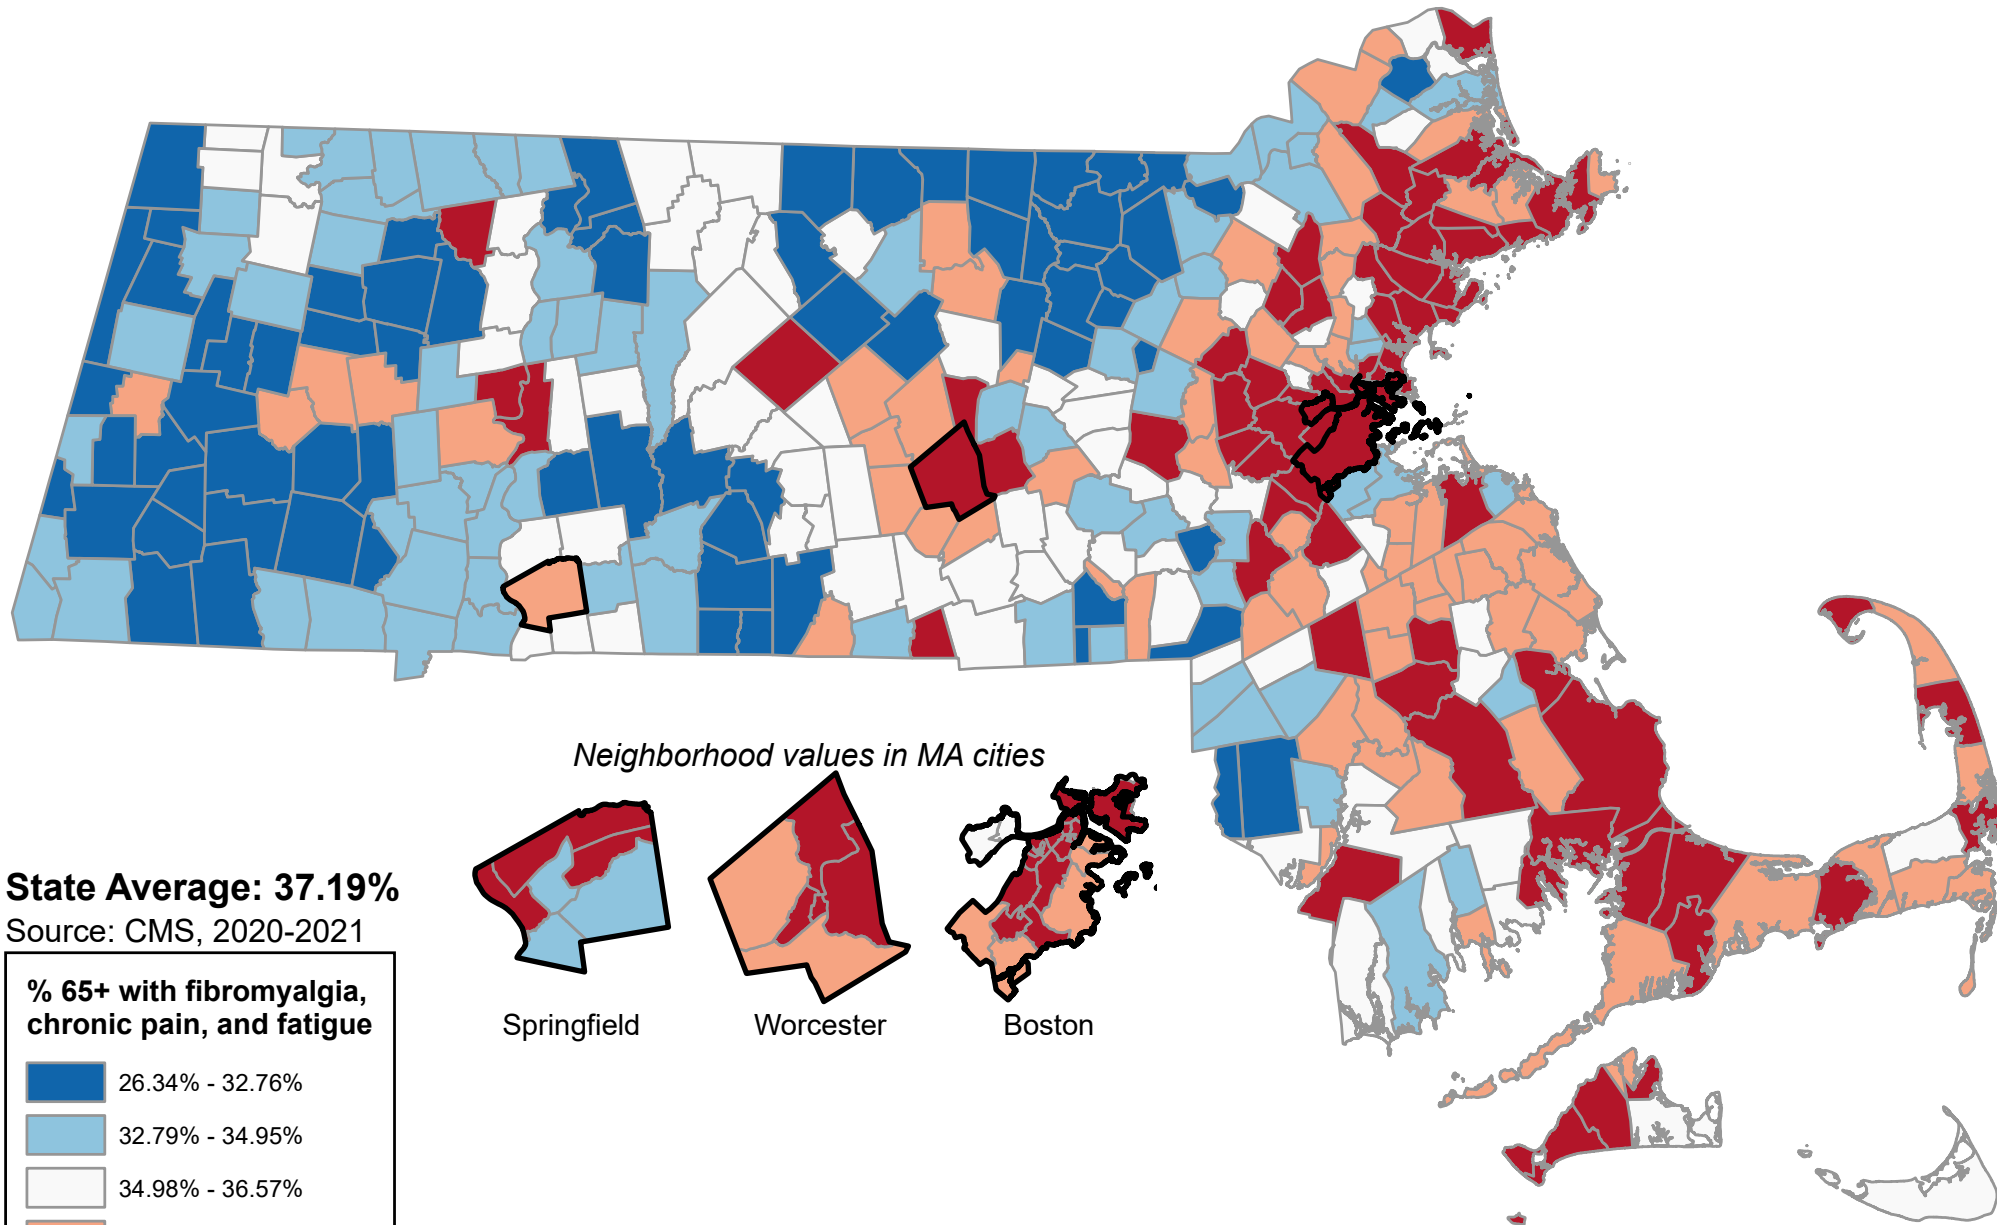 Neighborhood values in MA cities
State Average: 37.19%
Source: CMS, 2020-2021
Springfield
Worcester
Boston
% 65+ with fibromyalgia,
chronic pain, and fatigue
26.34% - 32.76%
32.79% - 34.95%
34.98% - 36.57%